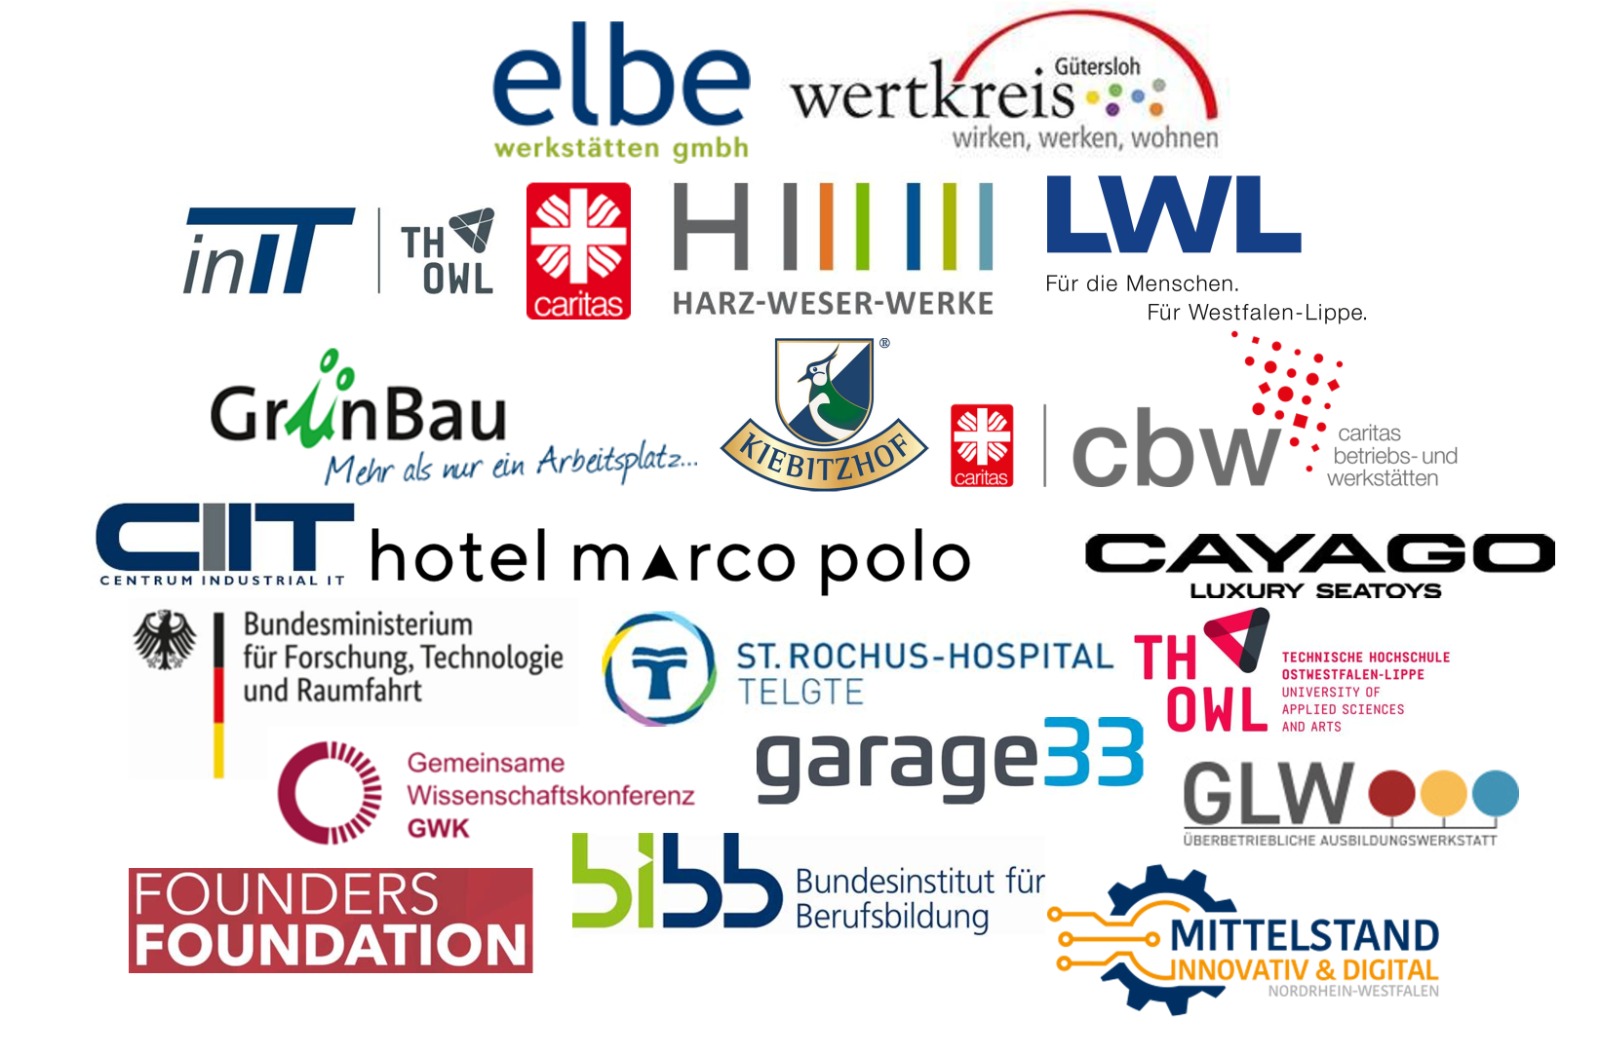 elbe
werkstätten gmbh
Gütersloh
wertkreis
wirken, werken, wohnen
inIT
TH
OWL
caritas
H
HARZ-WESER-WERKE
LWL
Für die Menschen.
Für Westfalen-Lippe.
GrünBau
Mehr als nur ein Arbeitsplatz...
®
KIEBITZHOF
caritas
cbw
caritas
betriebs- und
werkstätten
CIIT
CENTRUM INDUSTRIAL IT
hotel marco polo
CAYAGO
LUXURY SEATOYS
Bundesministerium
für Forschung, Technologie
und Raumfahrt
ST. ROCHUS-HOSPITAL
TELGTE
TH
OWL
TECHNISCHE HOCHSCHULE
OSTWESTFALEN-LIPPE
UNIVERSITY OF
APPLIED SCIENCES
AND ARTS
Gemeinsame
Wissenschaftskonferenz
GWK
garage33
GLW
ÜBERBETRIEBLICHE AUSBILDUNGSWERKSTATT
FOUNDERS
FOUNDATION
bibb
Bundesinstitut für
Berufsbildung
MITTELSTAND
INNOVATIV & DIGITAL
NORDRHEIN-WESTFALEN